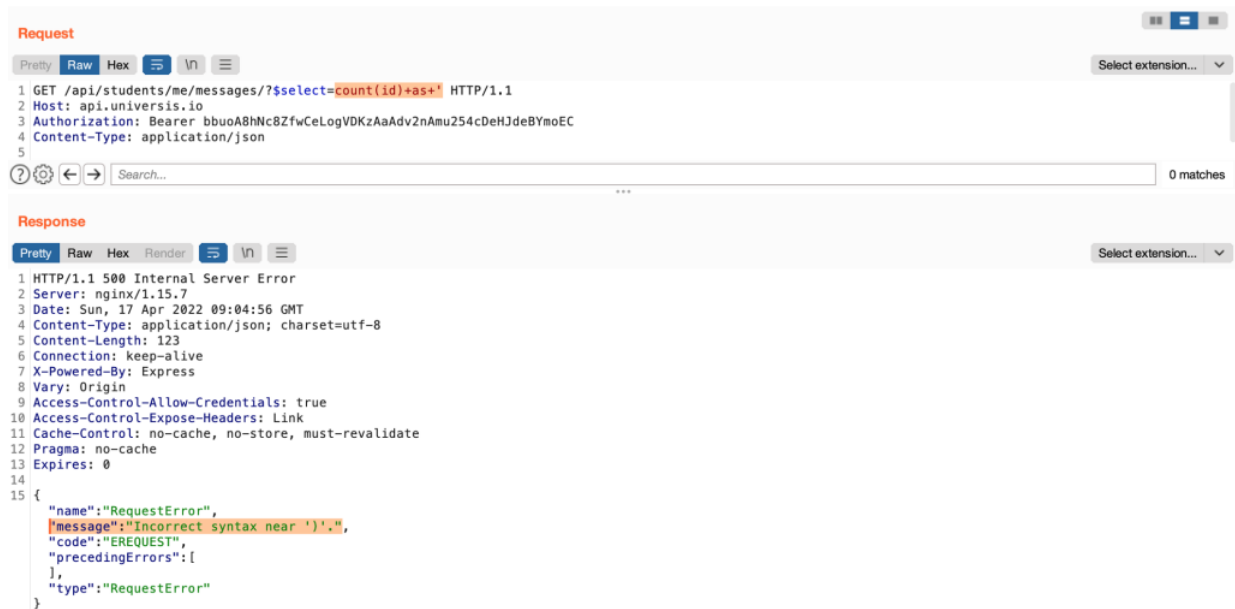 Request
Pretty Raw Hex \n
Select extension...
1 GET /api/students/me/messages/?$select=count(id)+as+' HTTP/1.1
2 Host: api.universis.io
3 Authorization: Bearer bbuoA8hNc8ZfwCeLogVDKzAaAdv2nAmu254cDeHJdeBYmoEC
4 Content-Type: application/json
5
? Search... 0 matches
Response
Pretty Raw Hex Render \n
Select extension...
1 HTTP/1.1 500 Internal Server Error
2 Server: nginx/1.15.7
3 Date: Sun, 17 Apr 2022 09:04:56 GMT
4 Content-Type: application/json; charset=utf-8
5 Content-Length: 123
6 Connection: keep-alive
7 X-Powered-By: Express
8 Vary: Origin
9 Access-Control-Allow-Credentials: true
10 Access-Control-Expose-Headers: Link
11 Cache-Control: no-cache, no-store, must-revalidate
12 Pragma: no-cache
13 Expires: 0
14
15 {
"name":"RequestError",
"message":"Incorrect syntax near ')'.",
"code":"EREQUEST",
"precedingErrors":[
],
"type":"RequestError"
}